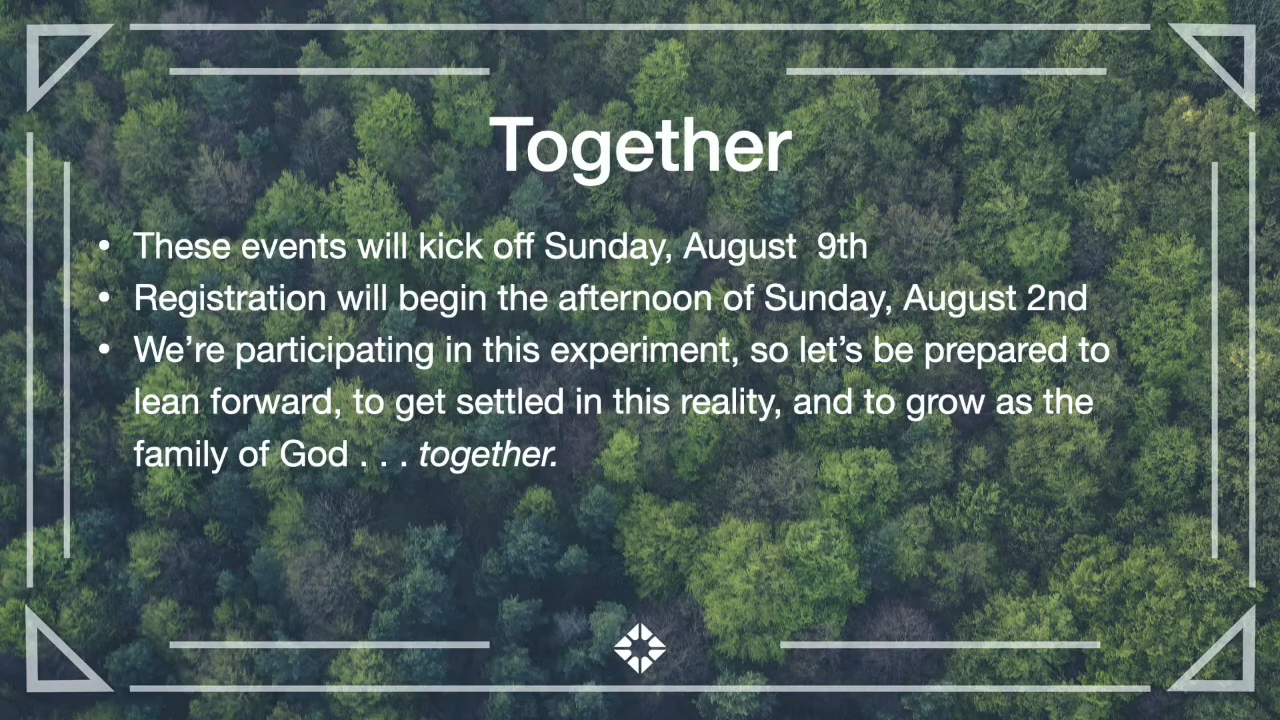 Together
• These events will kick off Sunday, August  9th
• Registration will begin the afternoon of Sunday, August 2nd
• We’re participating in this experiment, so let’s be prepared to
lean forward, to get settled in this reality, and to grow as the
family of God . . . together.